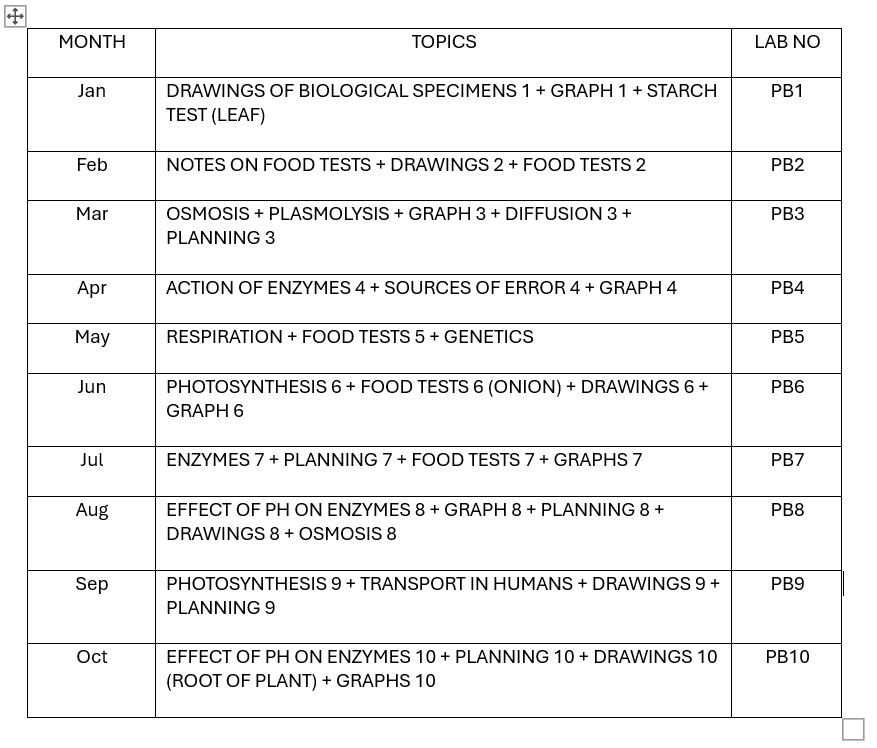 MONTH TOPICS LAB NO
Jan DRAWINGS OF BIOLOGICAL SPECIMENS 1 + GRAPH 1 + STARCH PB1
TEST (LEAF)
Feb NOTES ON FOOD TESTS + DRAWINGS 2 + FOOD TESTS 2 PB2
Mar OSMOSIS + PLASMOLYSIS + GRAPH 3 + DIFFUSION 3 + PB3
PLANNING 3
Apr ACTION OF ENZYMES 4 + SOURCES OF ERROR 4 + GRAPH 4 PB4
May RESPIRATION + FOOD TESTS 5 + GENETICS PB5
Jun PHOTOSYNTHESIS 6 + FOOD TESTS 6 (ONION) + DRAWINGS 6 + PB6
GRAPH 6
Jul ENZYMES 7 + PLANNING 7 + FOOD TESTS 7 + GRAPHS 7 PB7
Aug EFFECT OF PH ON ENZYMES 8 + GRAPH 8 + PLANNING 8 + PB8
DRAWINGS 8 + OSMOSIS 8
Sep PHOTOSYNTHESIS 9 + TRANSPORT IN HUMANS + DRAWINGS 9 + PB9
PLANNING 9
Oct EFFECT OF PH ON ENZYMES 10 + PLANNING 10 + DRAWINGS 10 PB10
(ROOT OF PLANT) + GRAPHS 10